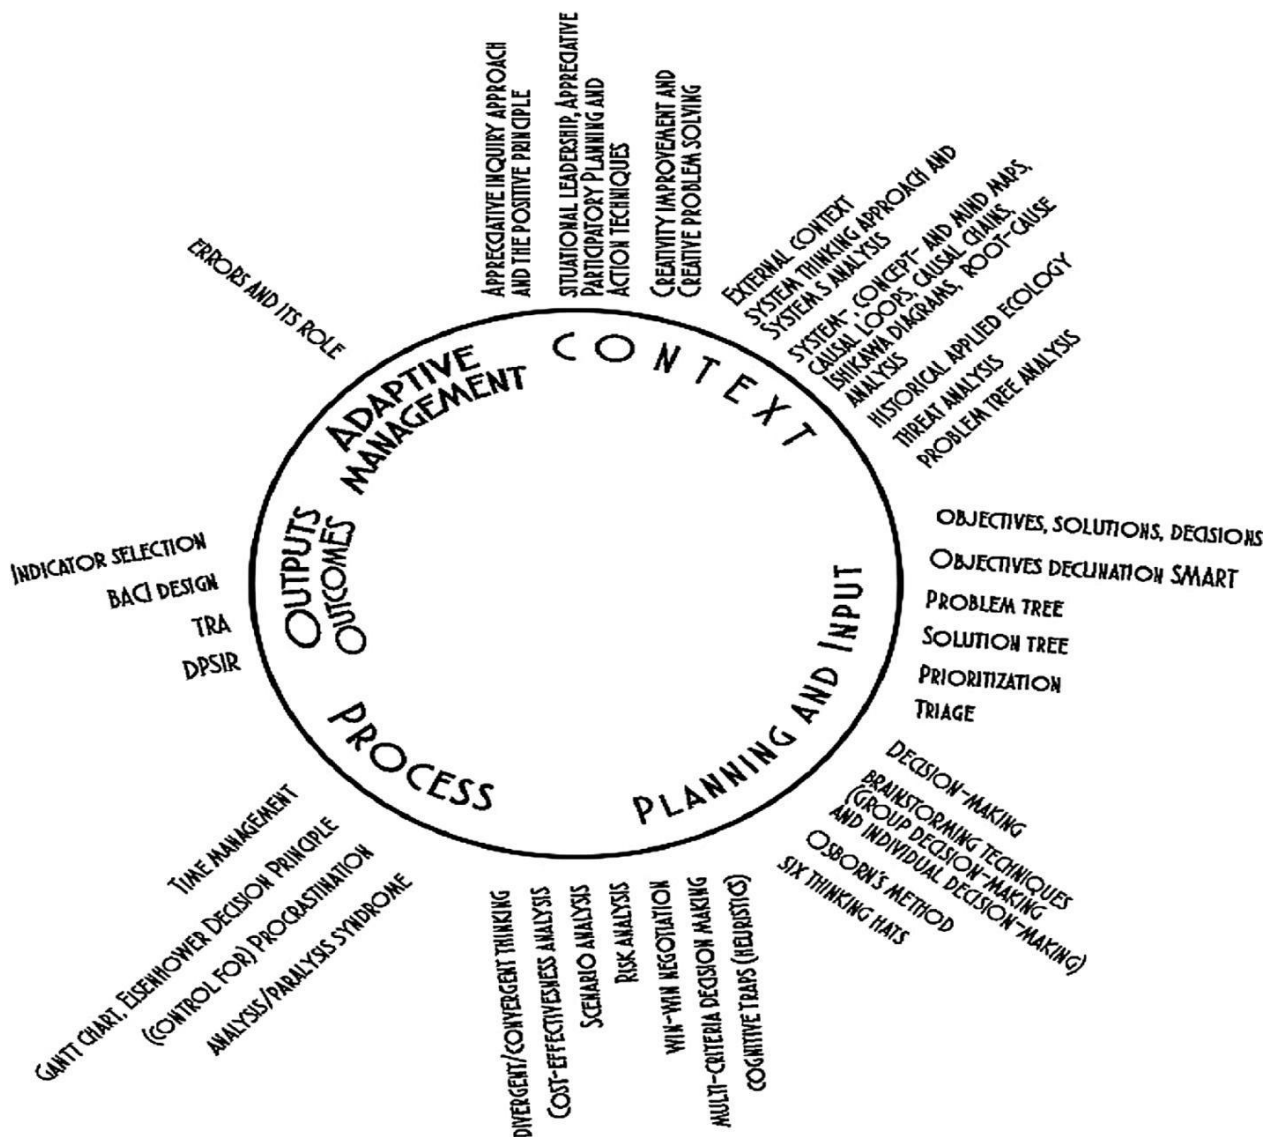 APPRECIATIVE INQUIRY APPROACH
AND THE POSITIVE PRINCIPLE
SITUATIONAL LEADERSHIP, APPRECIATIVE
PARTICIPATORY PLANNING AND
ACTION TECHNIQUES
CREATIVITY IMPROVEMENT AND
CREATIVE PROBLEM SOLVING
EXTERNAL CONTEXT
SYSTEM THINKING APPROACH AND
SYSTEM S ANALYSIS
SYSTEM-, CONCEPT- AND MIND MAPS,
CAUSAL LOOPS, CAUSAL CHAINS,
ISHIKAWA DIAGRAMS, ROOT-CAUSE
ANALYSIS
HISTORICAL APPLIED ECOLOGY
THREAT ANALYSIS
PROBLEM TREE ANALYSIS
OBJECTIVES, SOLUTIONS, DECISIONS
OBJECTIVES DECLINATION SMART
PROBLEM TREE
SOLUTION TREE
PRIORITIZATION
TRIAGE
DECISION-MAKING
BRAINSTORMING TECHNIQUES
(GROUP DECISION-MAKING
AND INDIVIDUAL DECISION-MAKING)
OSBORN'S METHOD
SIX THINKING HATS
COGNITIVE TRAPS (HEURISTICS)
MULTI-CRITERIA DECISION MAKING
WIN-WIN NEGOTIATION
RISK ANALYSIS
SCENARIO ANALYSIS
COST-EFFECTIVESNESS ANALYSIS
DIVERGENT/CONVERGENT THINKING
ANALYSIS/PARALYSIS SYNDROME
(CONTROL FOR) PROCRASTINATION
GANTT CHART, EISENHOWER DECISION PRINCIPLE
TIME MANAGEMENT
DPSIR
TRA
BACI DESIGN
INDICATOR SELECTION
ERRORS AND ITS ROLE
CONTEXT
PLANNING AND INPUT
PROCESS
OUTPUTS
OUTCOMES
ADAPTIVE
MANAGEMENT